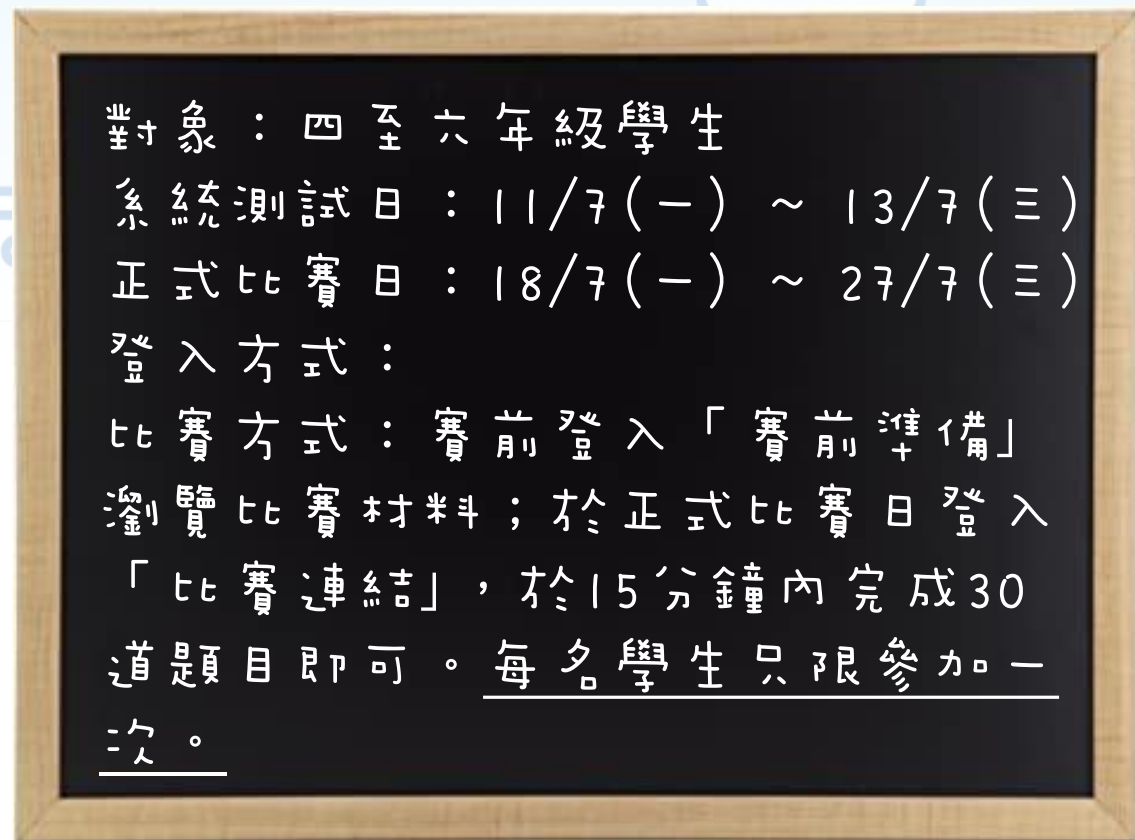 對象：四至六年級學生
系統測試日：11/7(一) ~ 13/7(三)
正式比賽日：18/7(一) ~ 27/7(三)
登入方式：
比賽方式：賽前登入「賽前準備」
瀏覽比賽材料；於正式比賽日登入
「比賽連結」，於15分鐘內完成30
道題目即可。每名學生只限參加一
次。